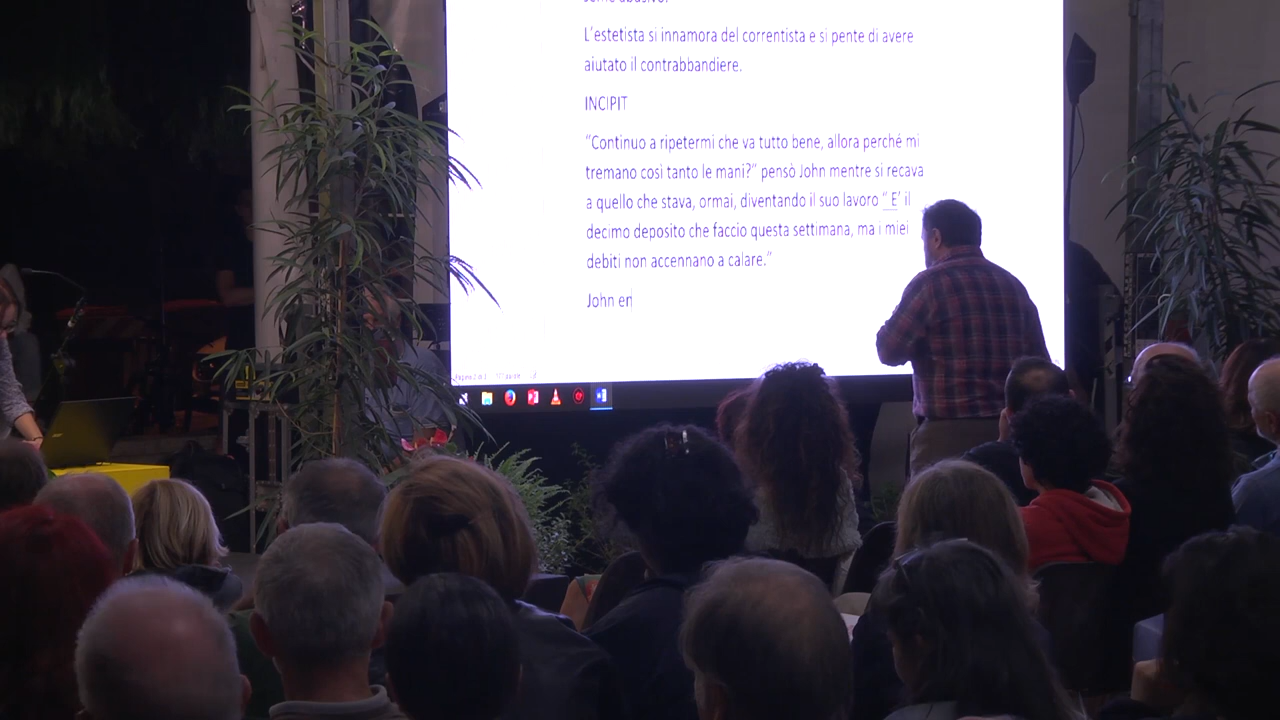 L'estetista si innamora del correntista e si pente di avere
aiutato il contrabbandiere.
INCIPIT
"Continuo a ripetermi che va tutto bene, allora perché mi
tremano così tanto le mani?" pensò John mentre si recava
a quello che stava, ormai, diventando il suo lavoro " E' il
decimo deposito che faccio questa settimana, ma i miei
debiti non accennano a calare."
John en